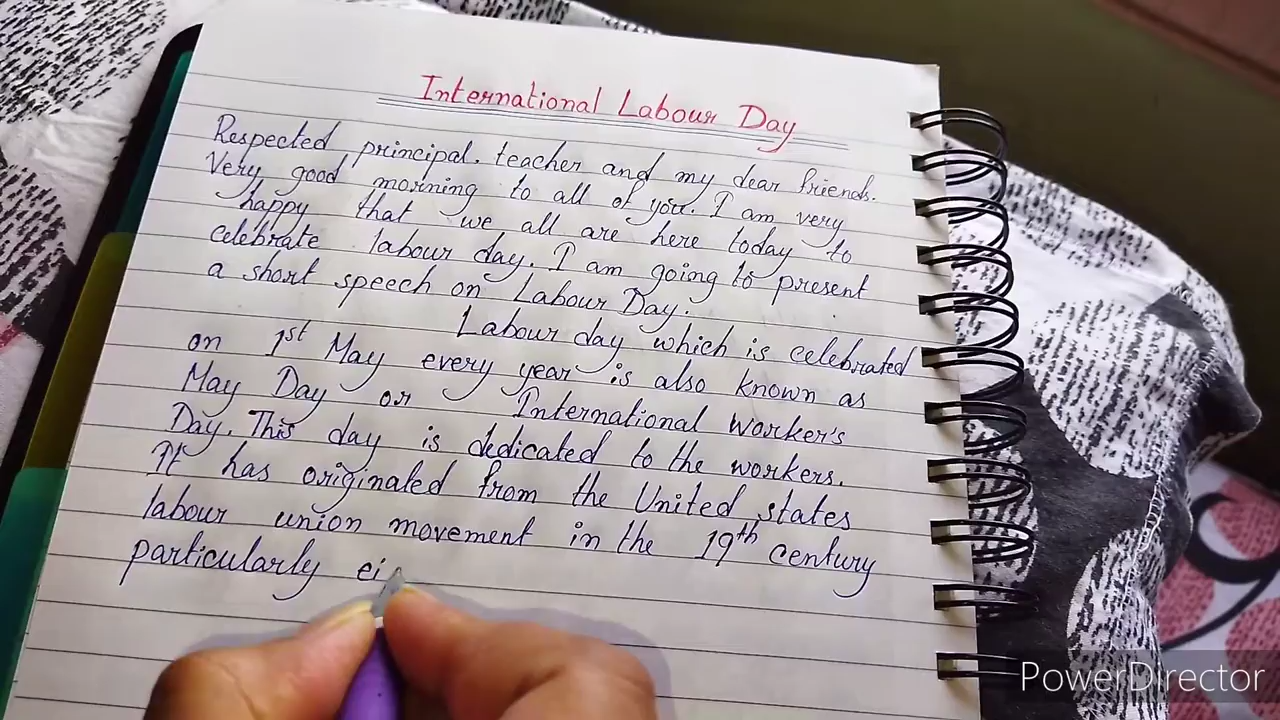 International Labour Day
Respected principal, teacher and my dear friends.
Very good morning to all of you. I am very
happy that we all are here today to
celebrate labour day. I am going to present
a short speech on Labour Day.
Labour day which is celebrated
on 1st May every year is also known as
May Day or International Worker's
Day. This day is dedicated to the workers.
It has originated from the United states
labour union movement in the 19th century
particularly ei
PowerDirector